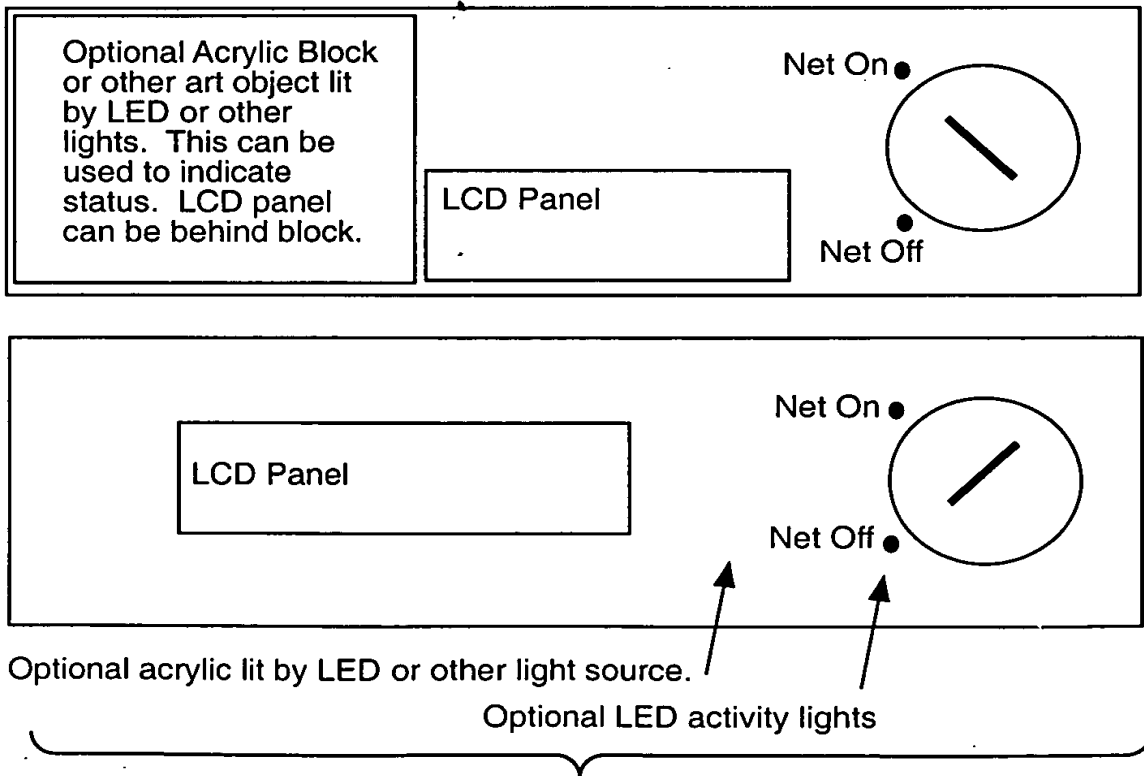 Optional Acrylic Block
or other art object lit
by LED or other
lights. This can be
used to indicate
status. LCD panel
can be behind block.
LCD Panel
Net On
Net Off
LCD Panel
Net On
Net Off
Optional acrylic lit by LED or other light source.
Optional LED activity lights